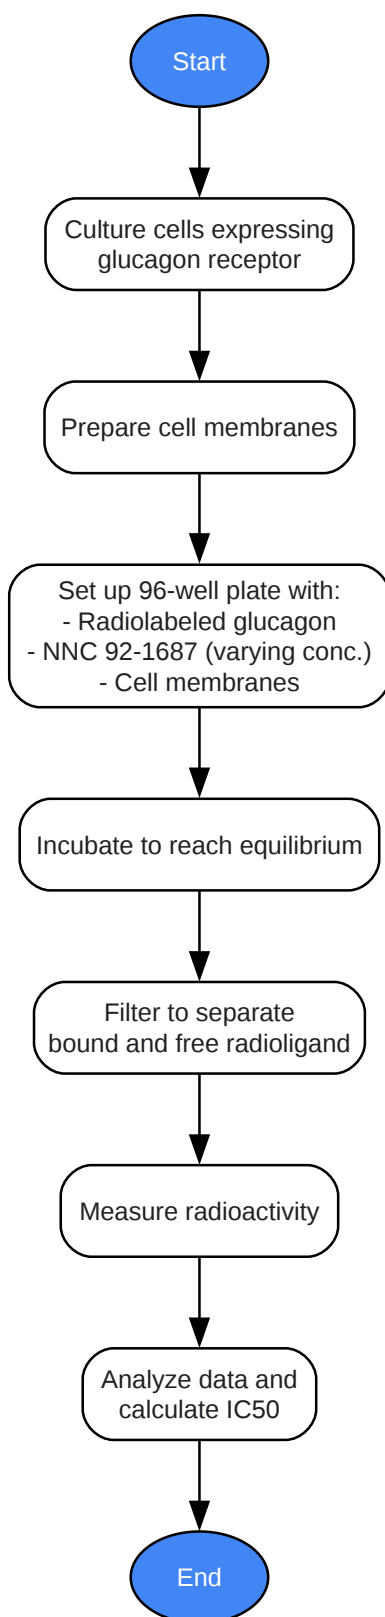 Start
Culture cells expressing
glucagon receptor
Prepare cell membranes
Set up 96-well plate with:
- Radiolabeled glucagon
- NNC 92-1687 (varying conc.)
- Cell membranes
Incubate to reach equilibrium
Filter to separate
bound and free radioligand
Measure radioactivity
Analyze data and
calculate IC50
End